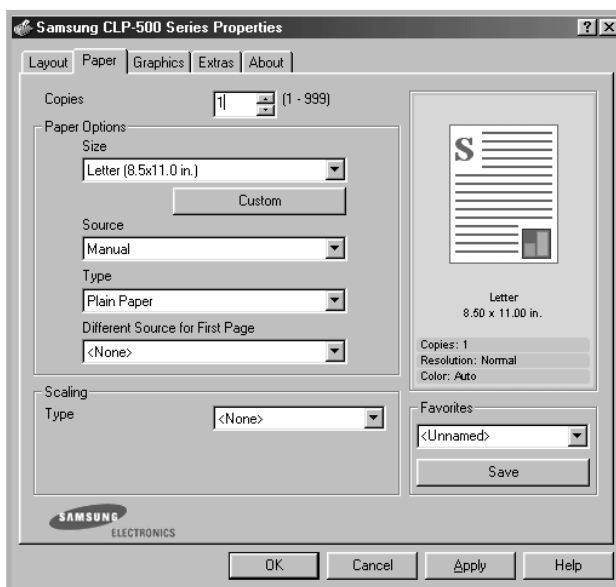 Samsung CLP-500 Series Properties
Layout Paper Graphics Extras About
Copies 1 (1 - 999)
Paper Options
Size
Letter (8.5x11.0 in.)
Custom
Source
Manual
Type
Plain Paper
Different Source for First Page
<None>
Scaling
Type <None>
S
Letter
8.50 x 11.00 in.
Copies: 1
Resolution: Normal
Color: Auto
Favorites
<Unnamed>
Save
SAMSUNG
ELECTRONICS
OK Cancel Apply Help